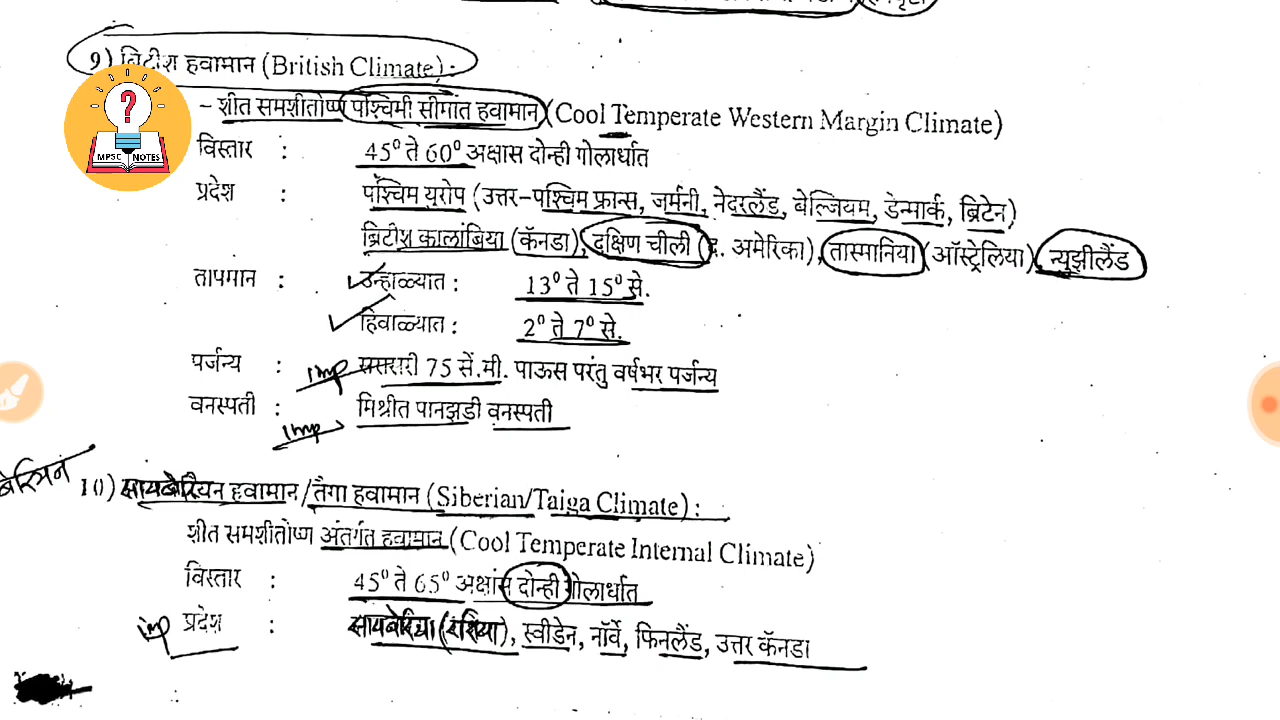 9) ब्रिटीश हवामान (British Climate):
- शीत समशीतोष्ण पश्चिमी सीमांत हवामान (Cool Temperate Western Margin Climate)
MPSC NOTES
विस्तार : 45° ते 60° अक्षास दोन्ही गोलार्धात
प्रदेश : पश्चिम युरोप (उत्तर-पश्चिम फ्रान्स, जर्मनी, नेदरलँड, बेल्जियम, डेन्मार्क, ब्रिटेन)
ब्रिटीश कालांबिया (कॅनडा), दक्षिण चीली (द. अमेरिका), तास्मानिया (ऑस्ट्रेलिया), न्यूझीलँड
तापमान : उन्हाळ्यात : 13° ते 15° से.
हिवाळ्यात : 2° ते 7° से.
पर्जन्य : imp सरासरी 75 सें.मी. पाऊस परंतु वर्षभर पर्जन्य
वनस्पती : imp मिश्रीत पानझडी वनस्पती
10) सायबेरियन हवामान/तैगा हवामान (Siberian/Taiga Climate):
शीत समशीतोष्ण अंतर्गत हवामान (Cool Temperate Internal Climate)
विस्तार : 45° ते 65° अक्षांस दोन्ही गोलार्धात
imp प्रदेश : सायबेरिया (रशिया), स्वीडेन, नॉर्वे, फिनलँड, उत्तर कॅनडा